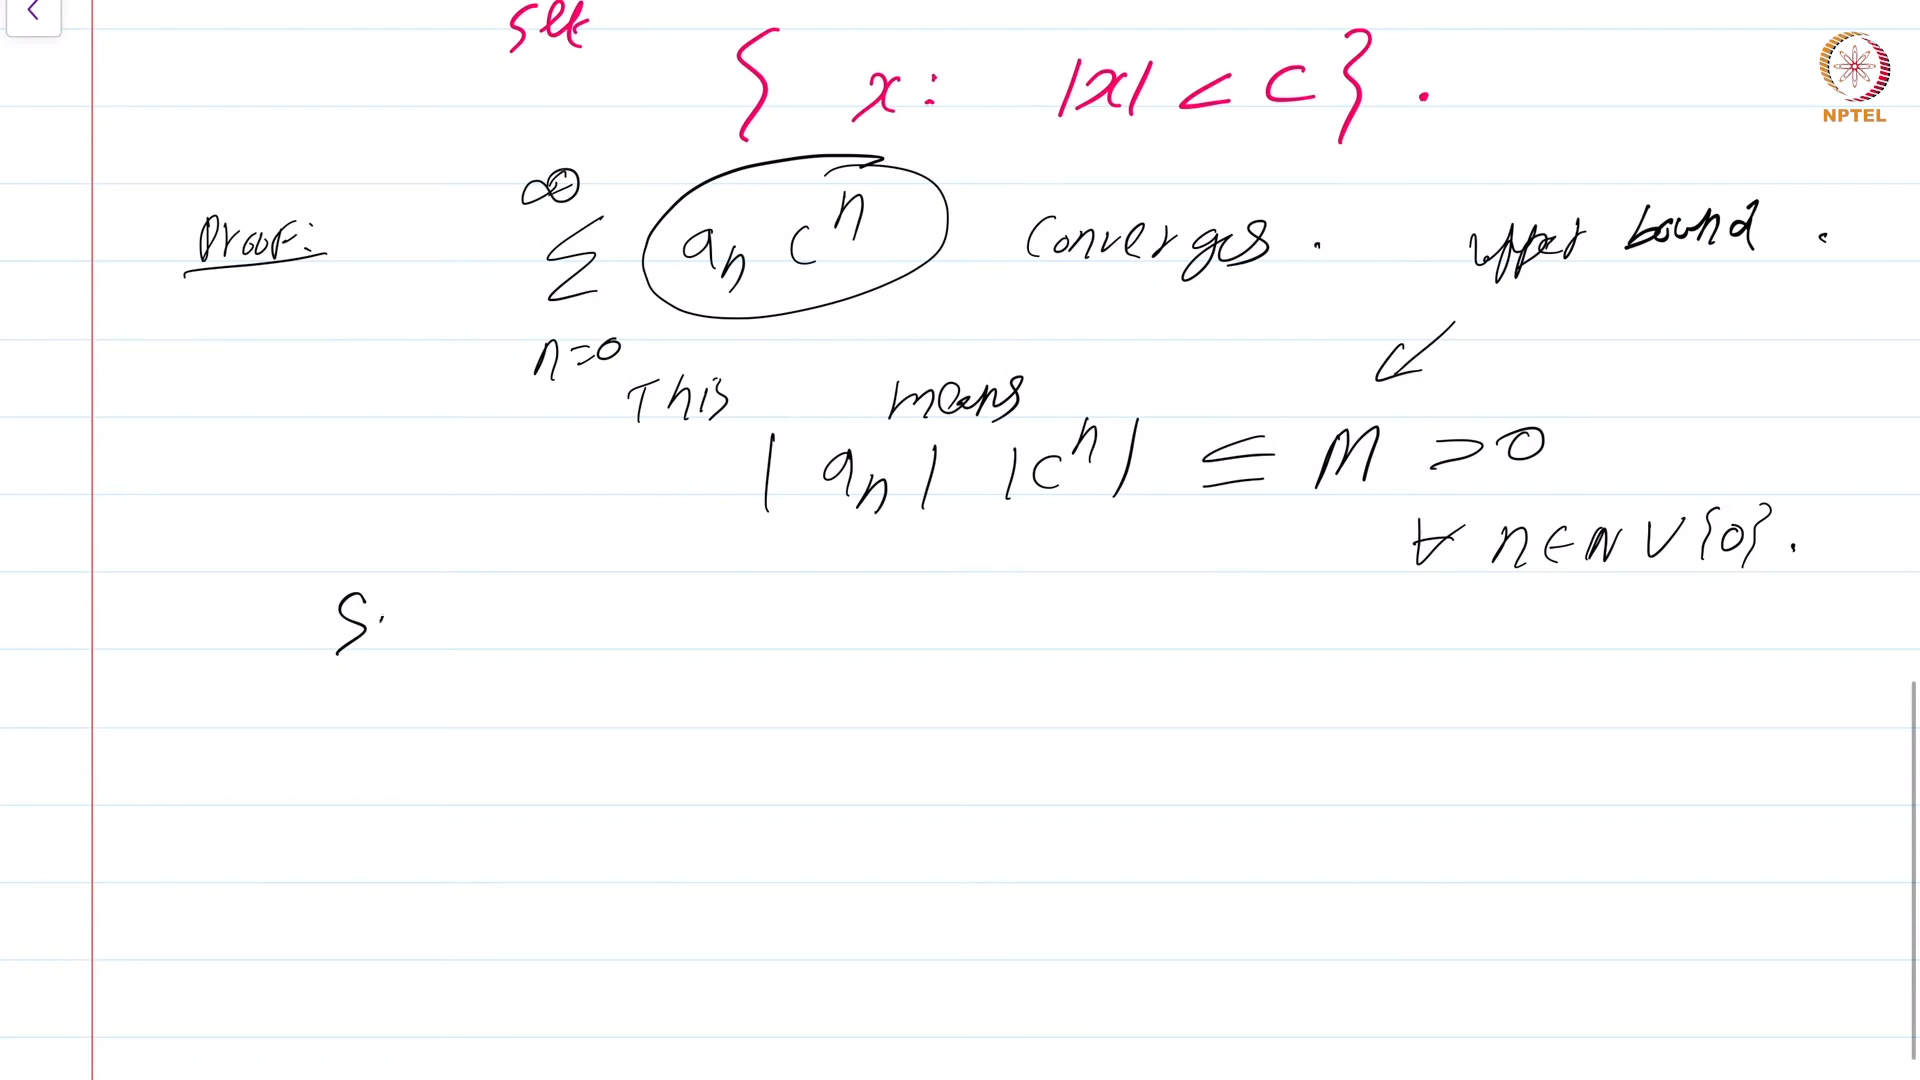 set
{ x: |x| < c } .
NPTEL
Proof: ∞ Σ n=0 a_n c^n converges . upper bound .
This means
|a_n| |c^n| ≤ M > 0
∀ n ∈ N ∪ {0} .
S.